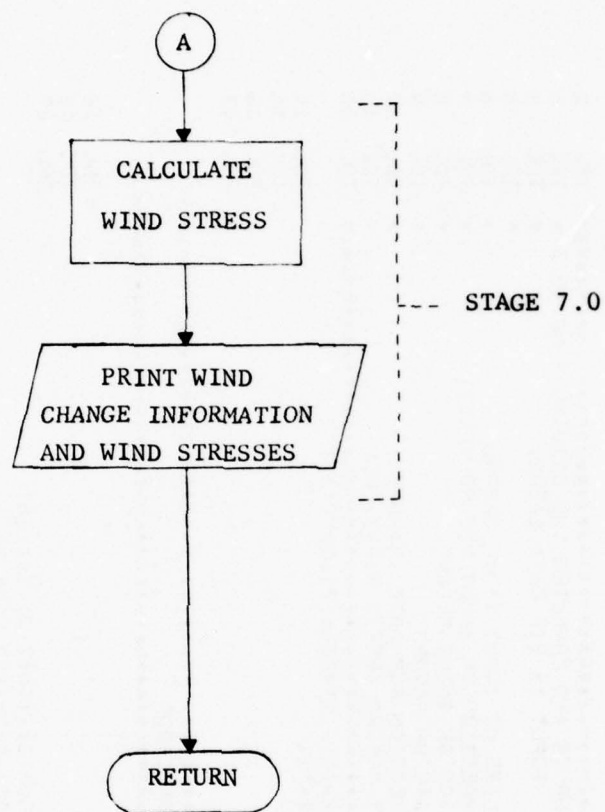 A
CALCULATE
WIND STRESS
STAGE 7.0
PRINT WIND
CHANGE INFORMATION
AND WIND STRESSES
RETURN